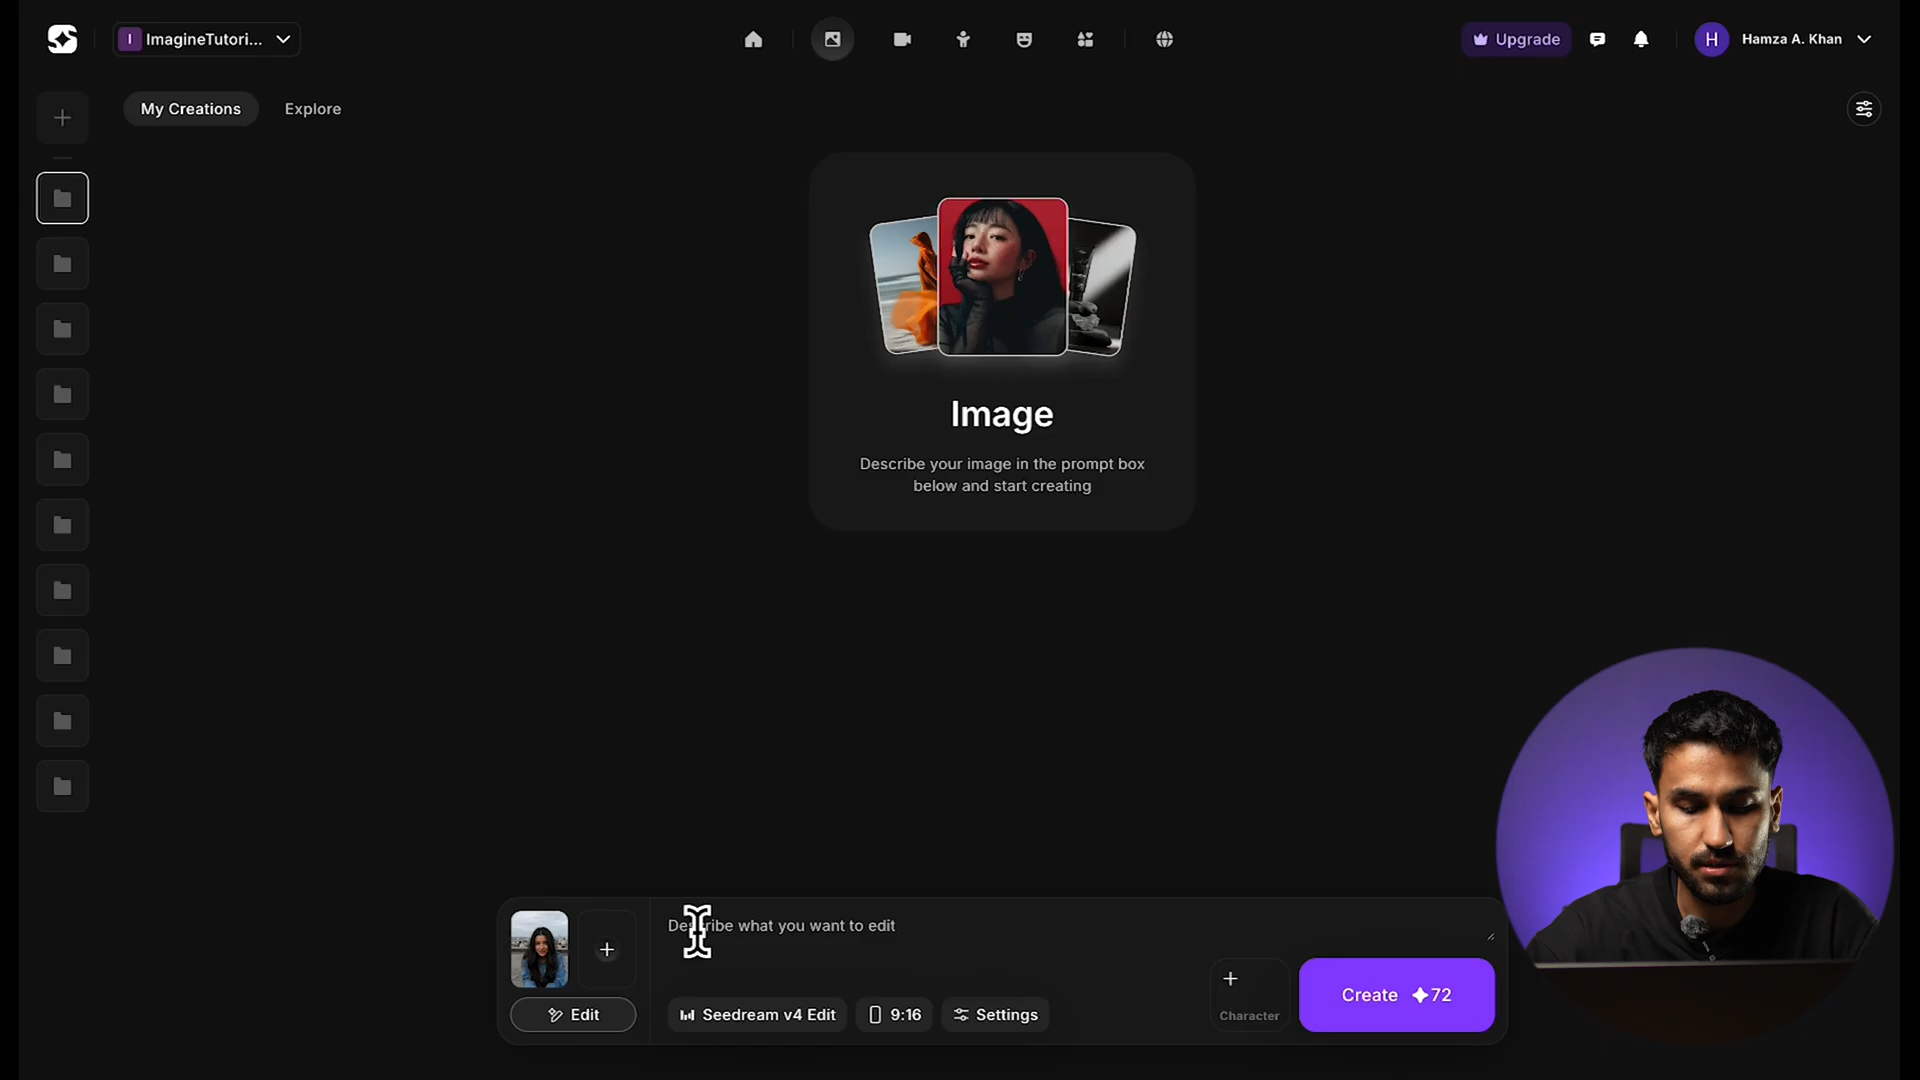 I ImagineTutori...
Upgrade
H Hamza A. Khan
My Creations Explore
Image
Describe your image in the prompt box
below and start creating
Describe what you want to edit
Edit
Seedream v4 Edit
9:16
Settings
Character
Create 72